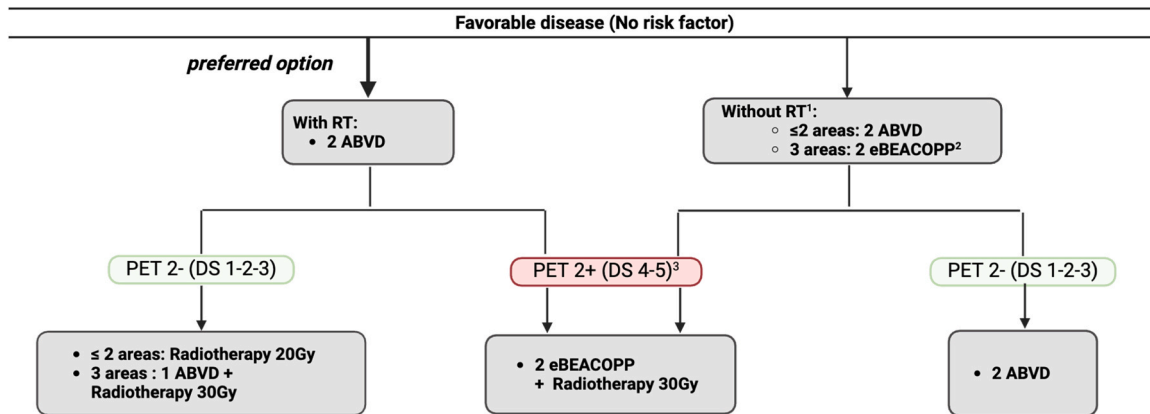 Favorable disease (No risk factor)
preferred option
With RT:
• 2 ABVD
Without RT¹:
○ ≤2 areas: 2 ABVD
○ 3 areas: 2 eBEACOPP²
PET 2- (DS 1-2-3)
PET 2+ (DS 4-5)³
PET 2- (DS 1-2-3)
• ≤ 2 areas: Radiotherapy 20Gy
• 3 areas : 1 ABVD +
Radiotherapy 30Gy
• 2 eBEACOPP
+ Radiotherapy 30Gy
• 2 ABVD